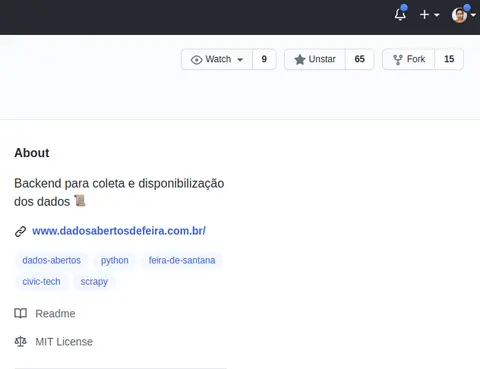 Watch 9 Unstar 65 Fork 15
About
Backend para coleta e disponibilização
dos dados 📜
www.dadosabertosdefeira.com.br/
dados-abertos python feira-de-santana
civic-tech scrapy
Readme
MIT License